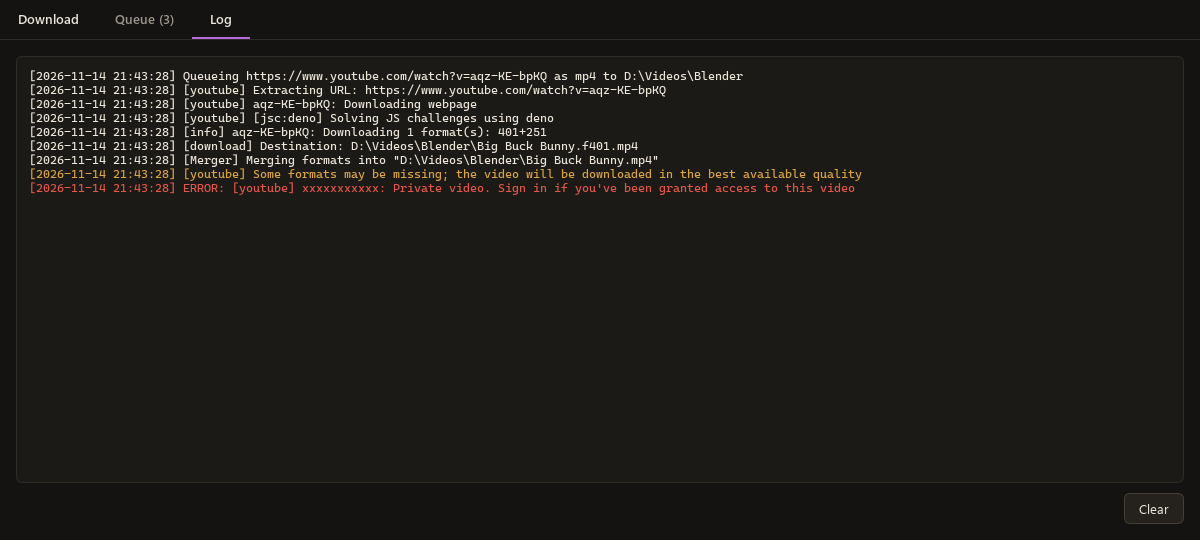 Download
Queue (3)
Log
[2026-11-14 21:43:28] Queueing https://www.youtube.com/watch?v=aqz-KE-bpKQ as mp4 to D:\Videos\Blender
[2026-11-14 21:43:28] [youtube] Extracting URL: https://www.youtube.com/watch?v=aqz-KE-bpKQ
[2026-11-14 21:43:28] [youtube] aqz-KE-bpKQ: Downloading webpage
[2026-11-14 21:43:28] [youtube] [jsc:deno] Solving JS challenges using deno
[2026-11-14 21:43:28] [info] aqz-KE-bpKQ: Downloading 1 format(s): 401+251
[2026-11-14 21:43:28] [download] Destination: D:\Videos\Blender\Big Buck Bunny.f401.mp4
[2026-11-14 21:43:28] [Merger] Merging formats into "D:\Videos\Blender\Big Buck Bunny.mp4"
[2026-11-14 21:43:28] [youtube] Some formats may be missing; the video will be downloaded in the best available quality
[2026-11-14 21:43:28] ERROR: [youtube] xxxxxxxxxxx: Private video. Sign in if you've been granted access to this video
Clear